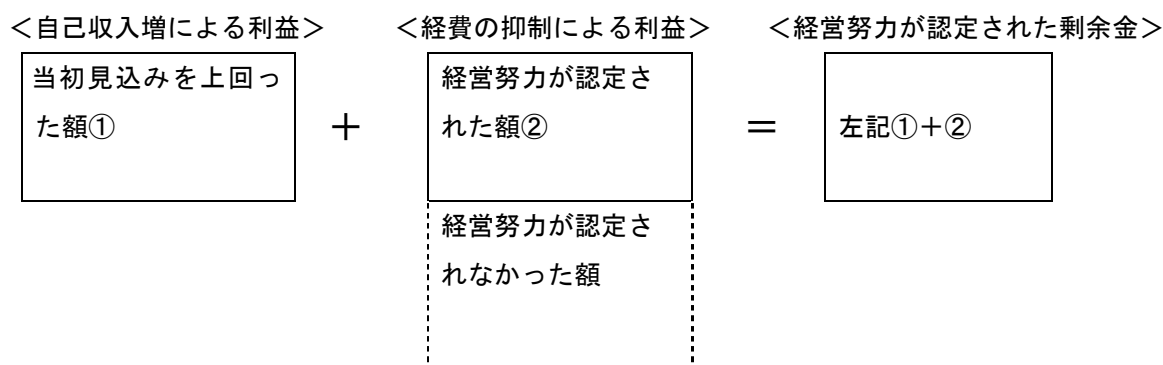 ＜自己収入増による利益＞
＜経費の抑制による利益＞
＜経営努力が認定された剰余金＞
当初見込みを上回っ
た額①
＋
経営努力が認定さ
れた額②
＝
左記①＋②
経営努力が認定さ
れなかった額